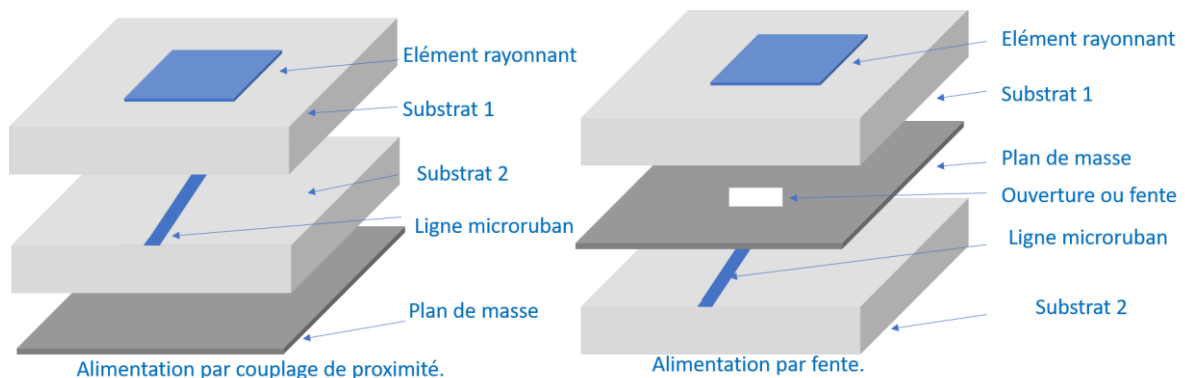 Elément rayonnant
Substrat 1
Substrat 2
Ligne microruban
Plan de masse
Alimentation par couplage de proximité.
Elément rayonnant
Substrat 1
Plan de masse
Ouverture ou fente
Ligne microruban
Substrat 2
Alimentation par fente.